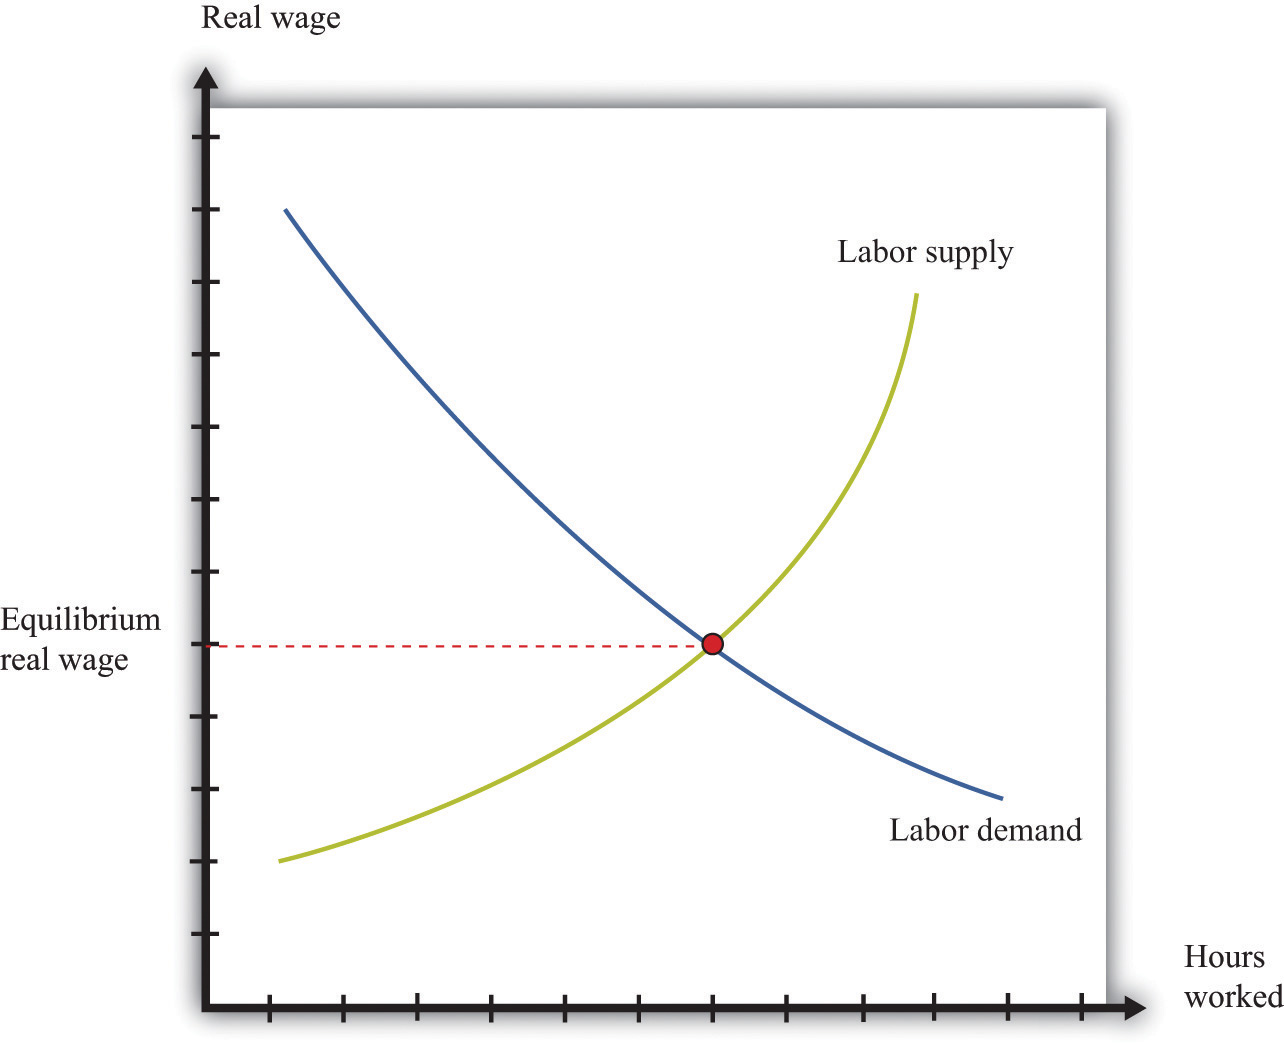 Real wage
Labor supply
Equilibrium
real wage
Labor demand
Hours
worked